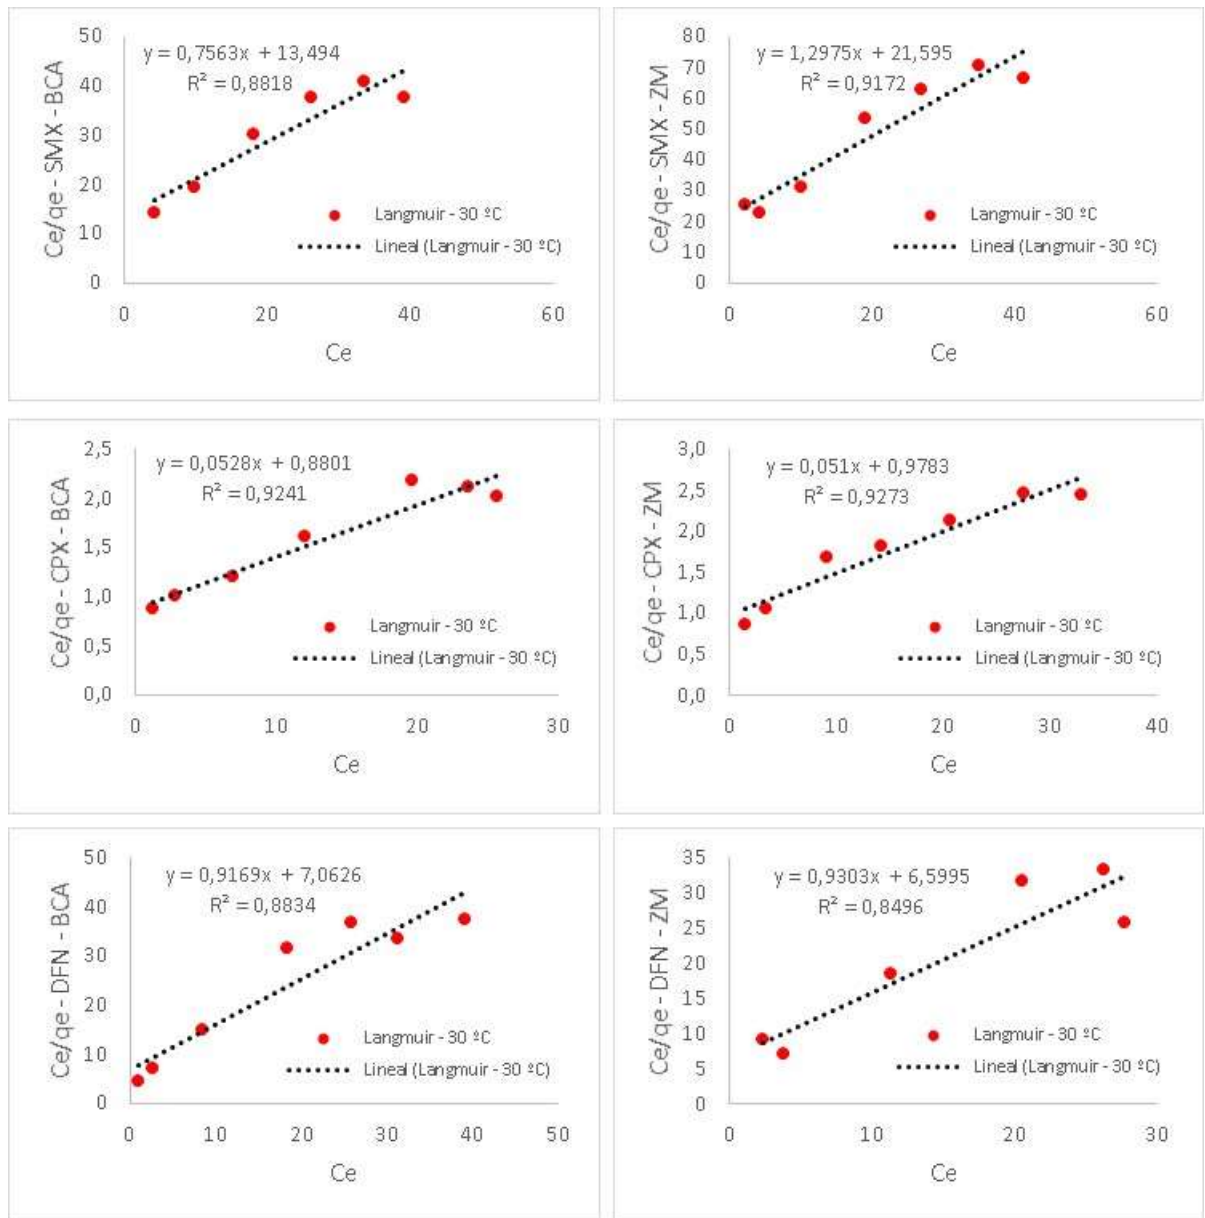 Ce/qe - SMX - BCA
y = 0,7563x + 13,494
R² = 0,8818
50
40
30
20
10
0
0 20 40 60
Langmuir - 30 ºC
Lineal (Langmuir - 30 ºC)
Ce
Ce/qe - SMX - ZM
y = 1,2975x + 21,595
R² = 0,9172
80
70
60
50
40
30
20
10
0
0 20 40 60
Langmuir - 30 ºC
Lineal (Langmuir - 30 ºC)
Ce
Ce/qe - CPX - BCA
y = 0,0528x + 0,8801
R² = 0,9241
2,5
2,0
1,5
1,0
0,5
0,0
0 10 20 30
Langmuir - 30 ºC
Lineal (Langmuir - 30 ºC)
Ce
Ce/qe - CPX - ZM
y = 0,051x + 0,9783
R² = 0,9273
3,0
2,5
2,0
1,5
1,0
0,5
0,0
0 10 20 30 40
Langmuir - 30 ºC
Lineal (Langmuir - 30 ºC)
Ce
Ce/qe - DFN - BCA
y = 0,9169x + 7,0626
R² = 0,8834
50
40
30
20
10
0
0 10 20 30 40 50
Langmuir - 30 ºC
Lineal (Langmuir - 30 ºC)
Ce
Ce/qe - DFN - ZM
y = 0,9303x + 6,5995
R² = 0,8496
35
30
25
20
15
10
5
0
0 10 20 30
Langmuir - 30 ºC
Lineal (Langmuir - 30 ºC)
Ce